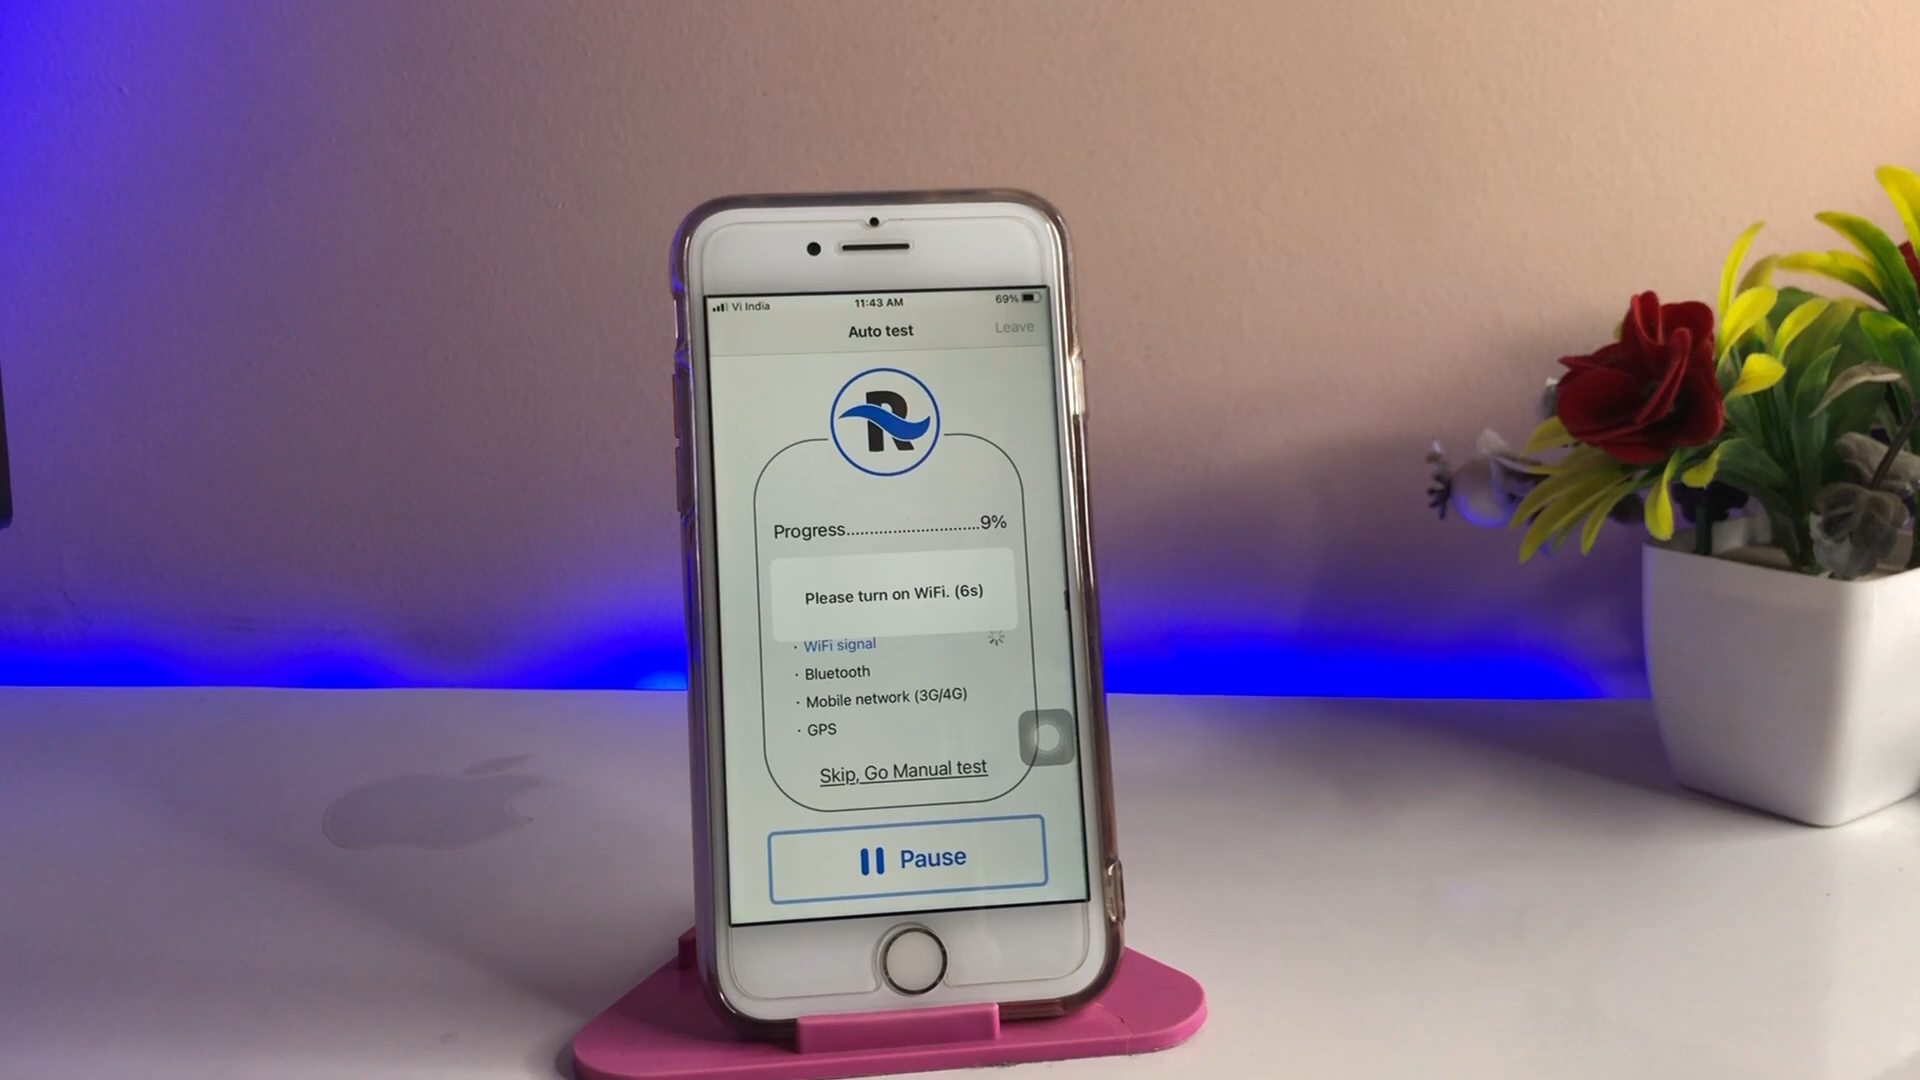 Vi India 11:43 AM 69%
Auto test Leave
R
Progress............................9%
Please turn on WiFi. (6s)
· WiFi signal
· Bluetooth
· Mobile network (3G/4G)
· GPS
Skip, Go Manual test
Pause